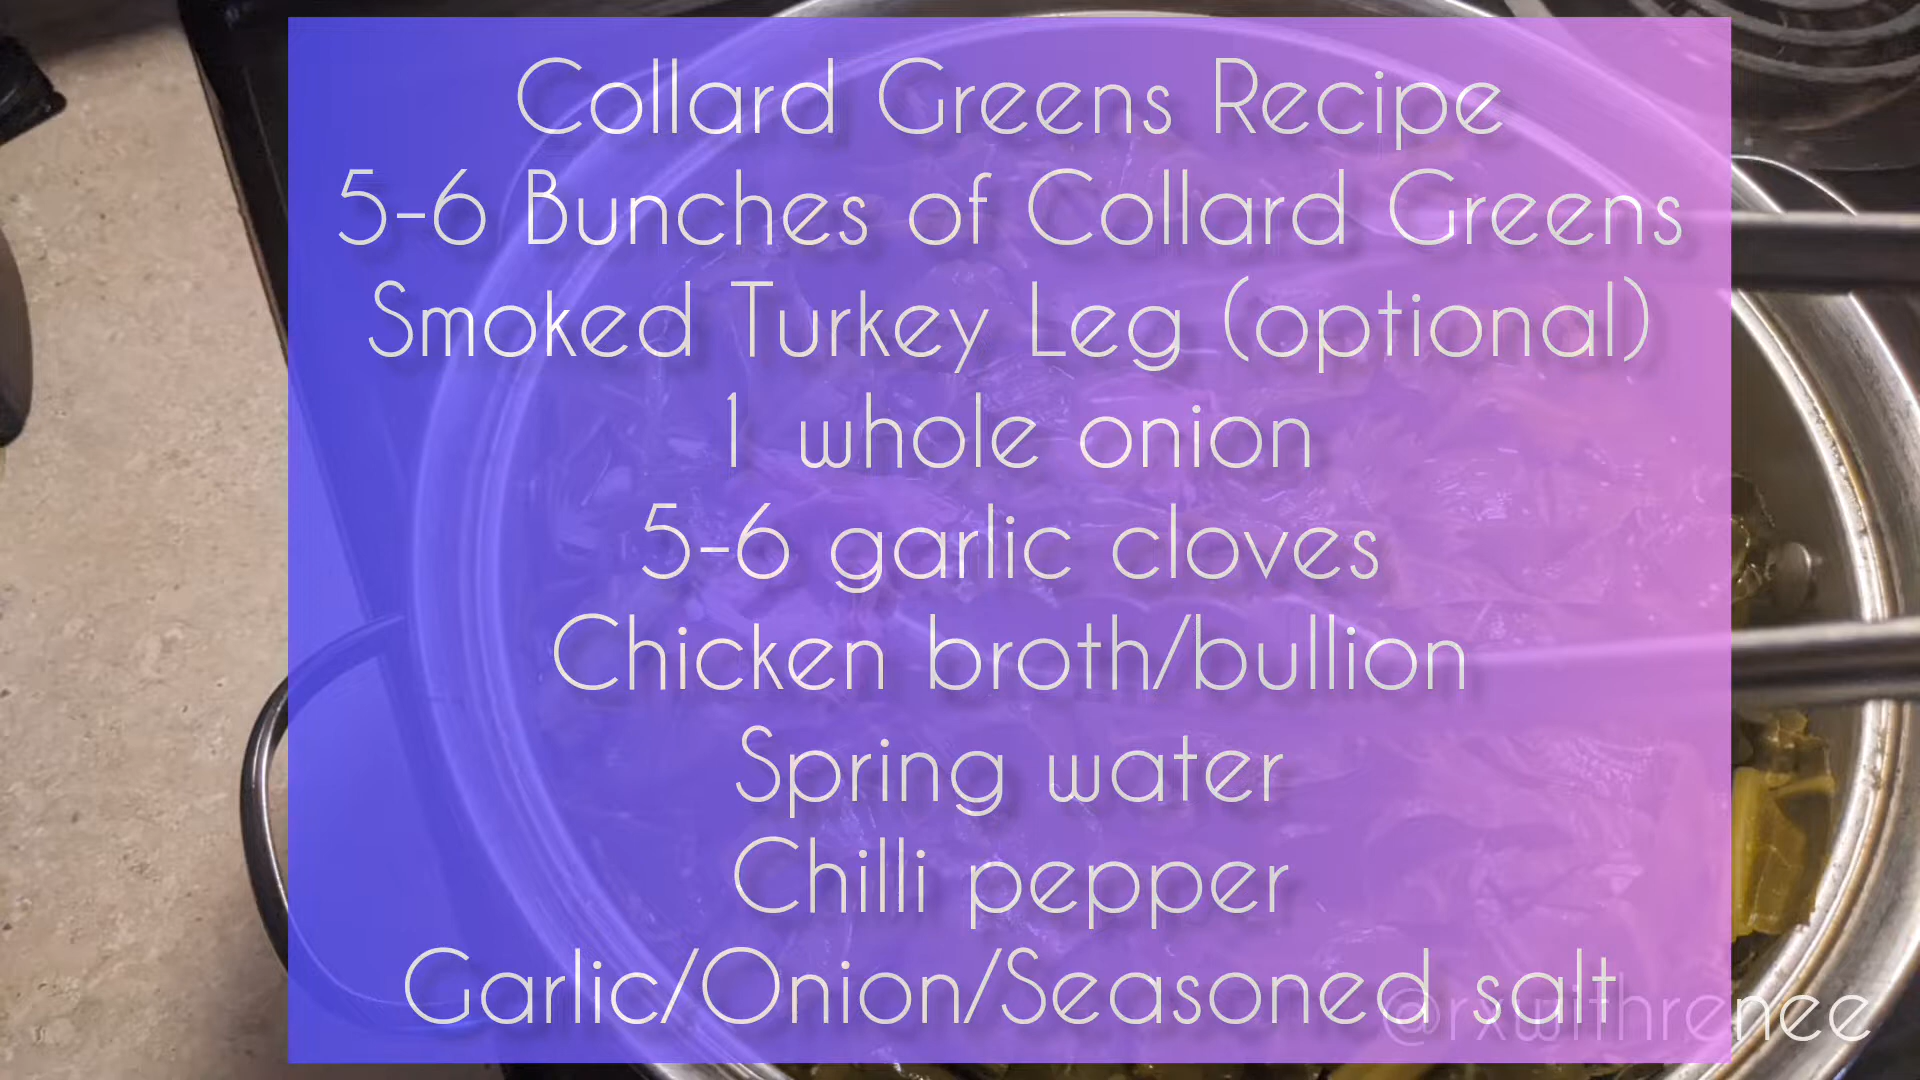 Collard Greens Recipe
5-6 Bunches of Collard Greens
Smoked Turkey Leg (optional)
1 whole onion
5-6 garlic cloves
Chicken broth/bullion
Spring water
Chilli pepper
Garlic/Onion/Seasoned salt
@rxwithrenee